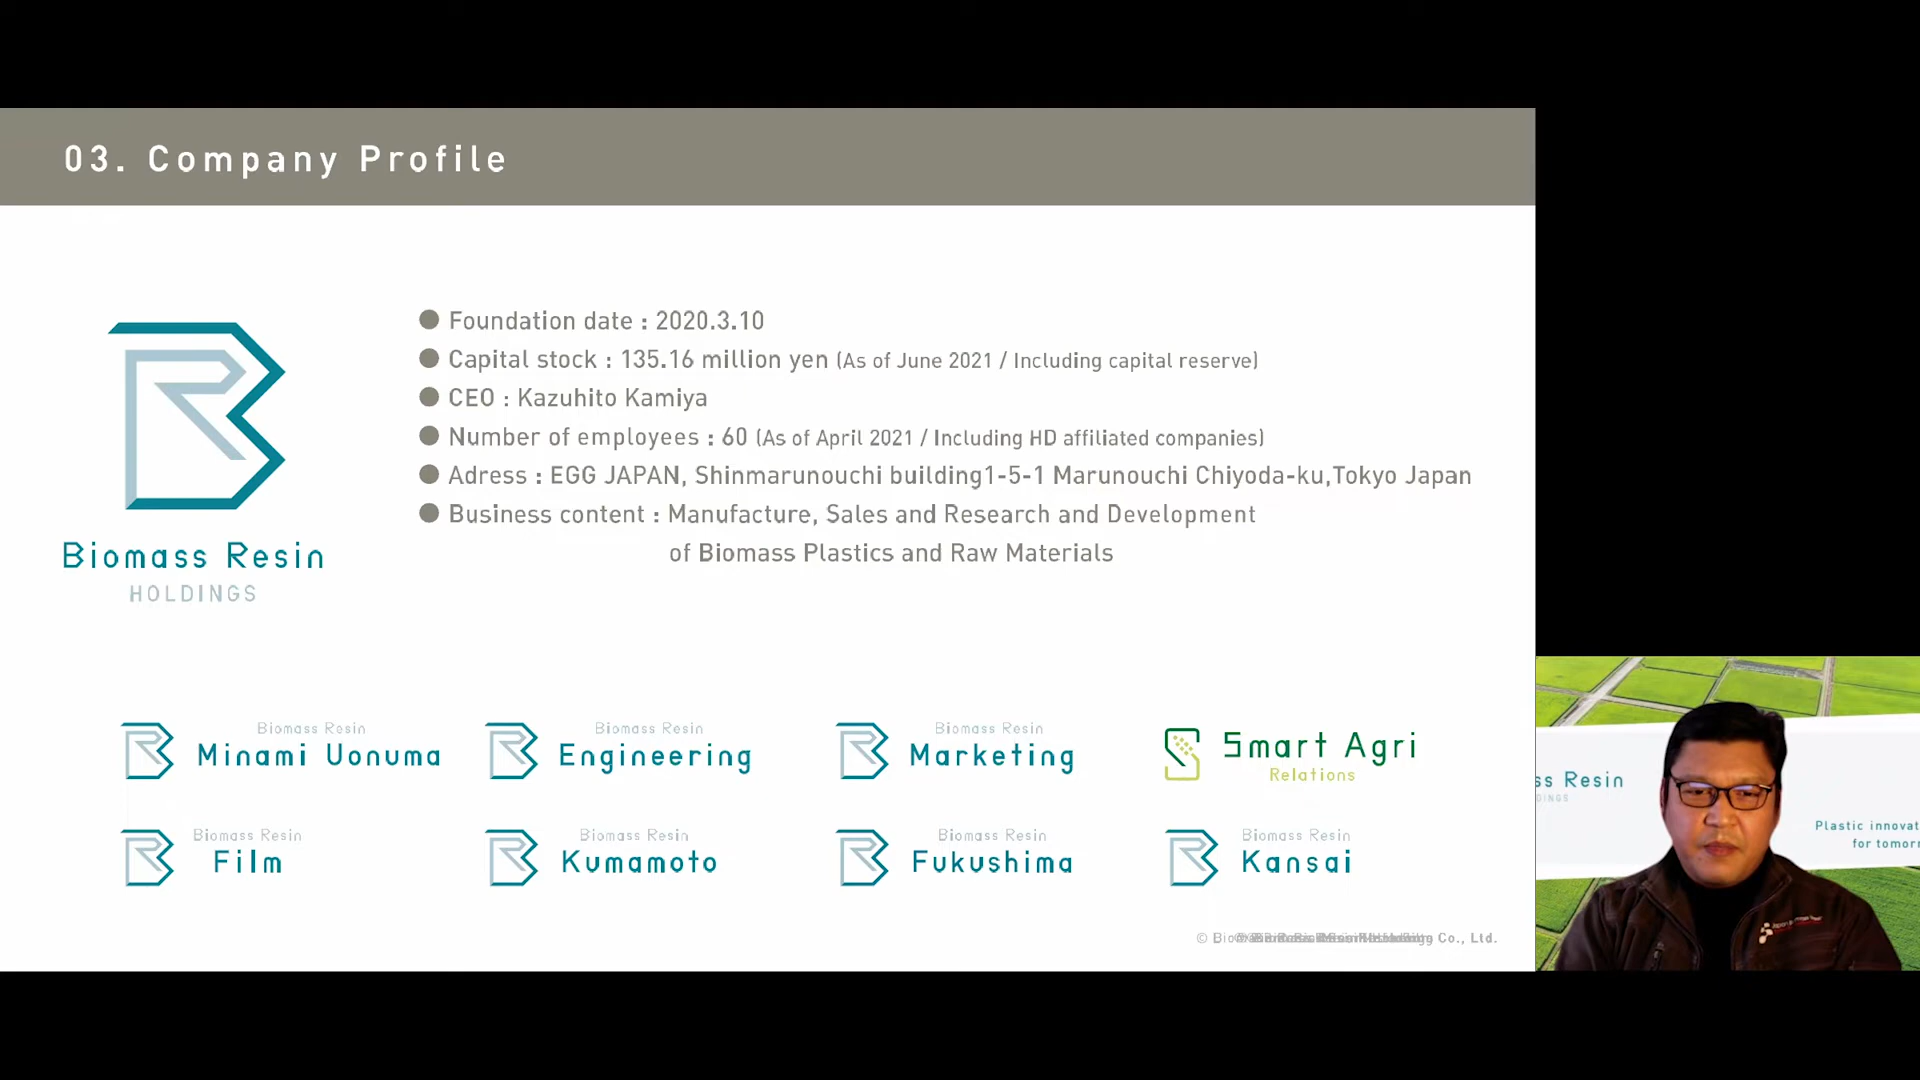 03. Company Profile
● Foundation date : 2020.3.10
● Capital stock : 135.16 million yen (As of June 2021 / Including capital reserve)
● CEO : Kazuhito Kamiya
● Number of employees : 60 (As of April 2021 / Including HD affiliated companies)
● Adress : EGG JAPAN, Shinmarunouchi building1-5-1 Marunouchi Chiyoda-ku,Tokyo Japan
● Business content : Manufacture, Sales and Research and Development
of Biomass Plastics and Raw Materials
Biomass Resin
HOLDINGS
Biomass Resin
Minami Uonuma
Biomass Resin
Engineering
Biomass Resin
Marketing
Smart Agri
Relations
Biomass Resin
Film
Biomass Resin
Kumamoto
Biomass Resin
Fukushima
Biomass Resin
Kansai
Co., Ltd.
ss Resin
DINGS
Plastic innovat
for tomorr